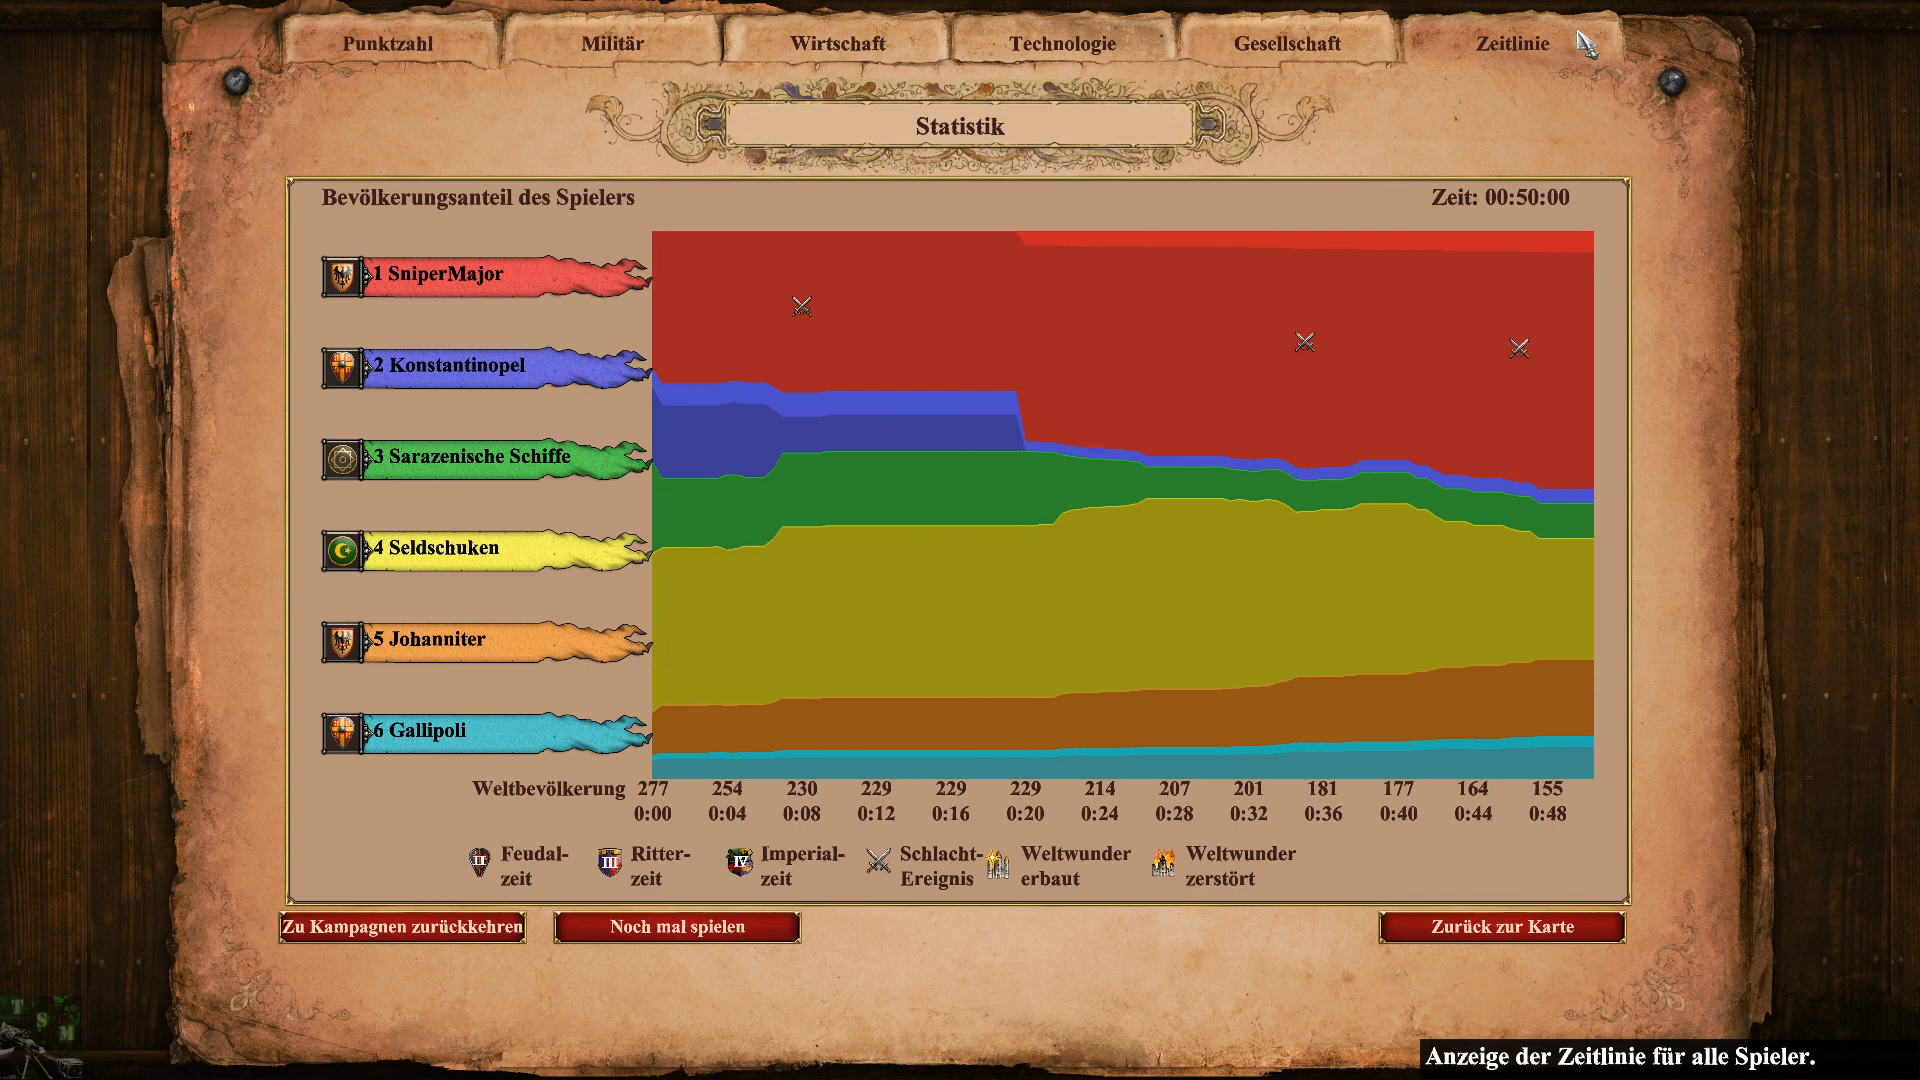 Punktzahl Militär Wirtschaft Technologie Gesellschaft Zeitlinie
Statistik
Bevölkerungsanteil des Spielers Zeit: 00:50:00
1 SniperMajor
2 Konstantinopel
3 Sarazenische Schiffe
4 Seldschuken
5 Johanniter
6 Gallipoli
Weltbevölkerung 277 254 230 229 229 229 214 207 201 181 177 164 155
0:00 0:04 0:08 0:12 0:16 0:20 0:24 0:28 0:32 0:36 0:40 0:44 0:48
II Feudal- III Ritter- IV Imperial- Schlacht- Weltwunder Weltwunder
zeit zeit zeit Ereignis erbaut zerstört
Zu Kampagnen zurückkehren Noch mal spielen Zurück zur Karte
T S M
Anzeige der Zeitlinie für alle Spieler.